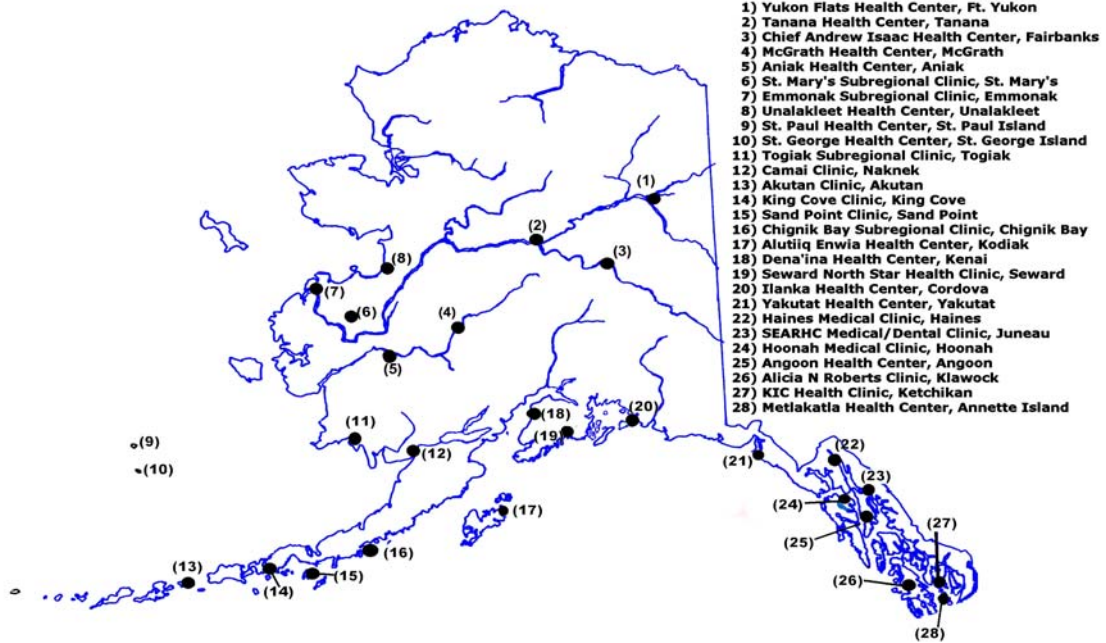 1) Yukon Flats Health Center, Ft. Yukon
2) Tanana Health Center, Tanana
3) Chief Andrew Isaac Health Center, Fairbanks
4) McGrath Health Center, McGrath
5) Aniak Health Center, Aniak
6) St. Mary's Subregional Clinic, St. Mary's
7) Emmonak Subregional Clinic, Emmonak
8) Unalakleet Health Center, Unalakleet
9) St. Paul Health Center, St. Paul Island
10) St. George Health Center, St. George Island
11) Togiak Subregional Clinic, Togiak
12) Camai Clinic, Naknek
13) Akutan Clinic, Akutan
14) King Cove Clinic, King Cove
15) Sand Point Clinic, Sand Point
16) Chignik Bay Subregional Clinic, Chignik Bay
17) Alutiiq Enwia Health Center, Kodiak
18) Dena'ina Health Center, Kenai
19) Seward North Star Health Clinic, Seward
20) Ilanka Health Center, Cordova
21) Yakutat Health Center, Yakutat
22) Haines Medical Clinic, Haines
23) SEARHC Medical/Dental Clinic, Juneau
24) Hoonah Medical Clinic, Hoonah
25) Angoon Health Center, Angoon
26) Alicia N Roberts Clinic, Klawock
27) KIC Health Clinic, Ketchikan
28) Metlakatla Health Center, Annette Island
(1)
(2)
(3)
(8)
(7)
(6)
(4)
(5)
(18)
(20)
(19)
(11)
(12)
(9)
(10)
(21)
(22)
(23)
(24)
(17)
(25)
(27)
(16)
(13)
(14)
(15)
(26)
(28)